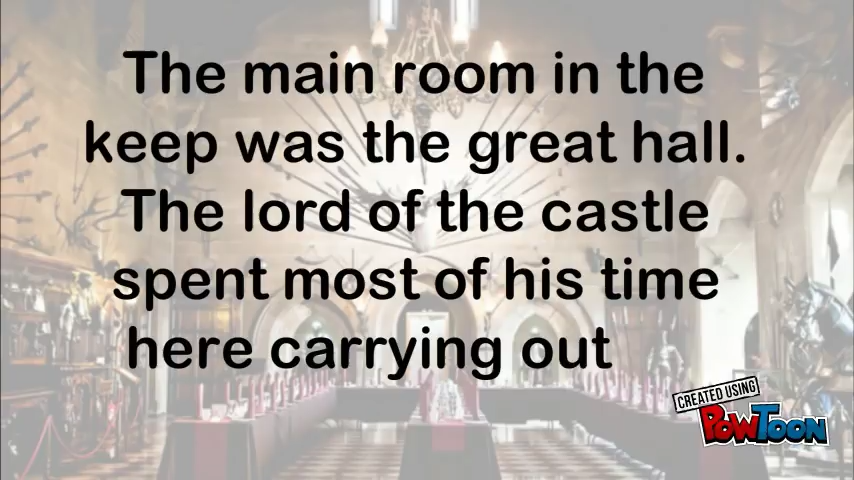 The main room in the
keep was the great hall.
The lord of the castle
spent most of his time
here carrying out
CREATED USING
POWTOON